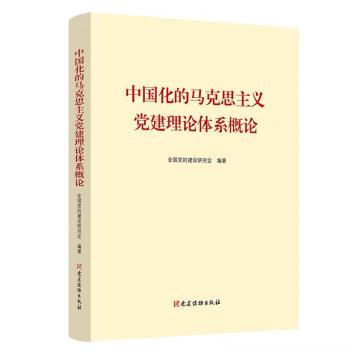 中国化的马克思主义
党建理论体系概论
全国党的建设研究会 编著
党建读物出版社
中国化的马克思主义党建理论体系概论
全国党的建设研究会 编著
党建读物出版社